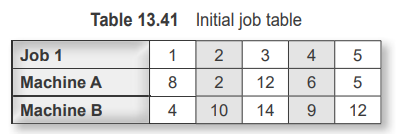 Table 13.41 Initial job table
Job 1 1 2 3 4 5
Machine A 8 2 12 6 5
Machine B 4 10 14 9 12